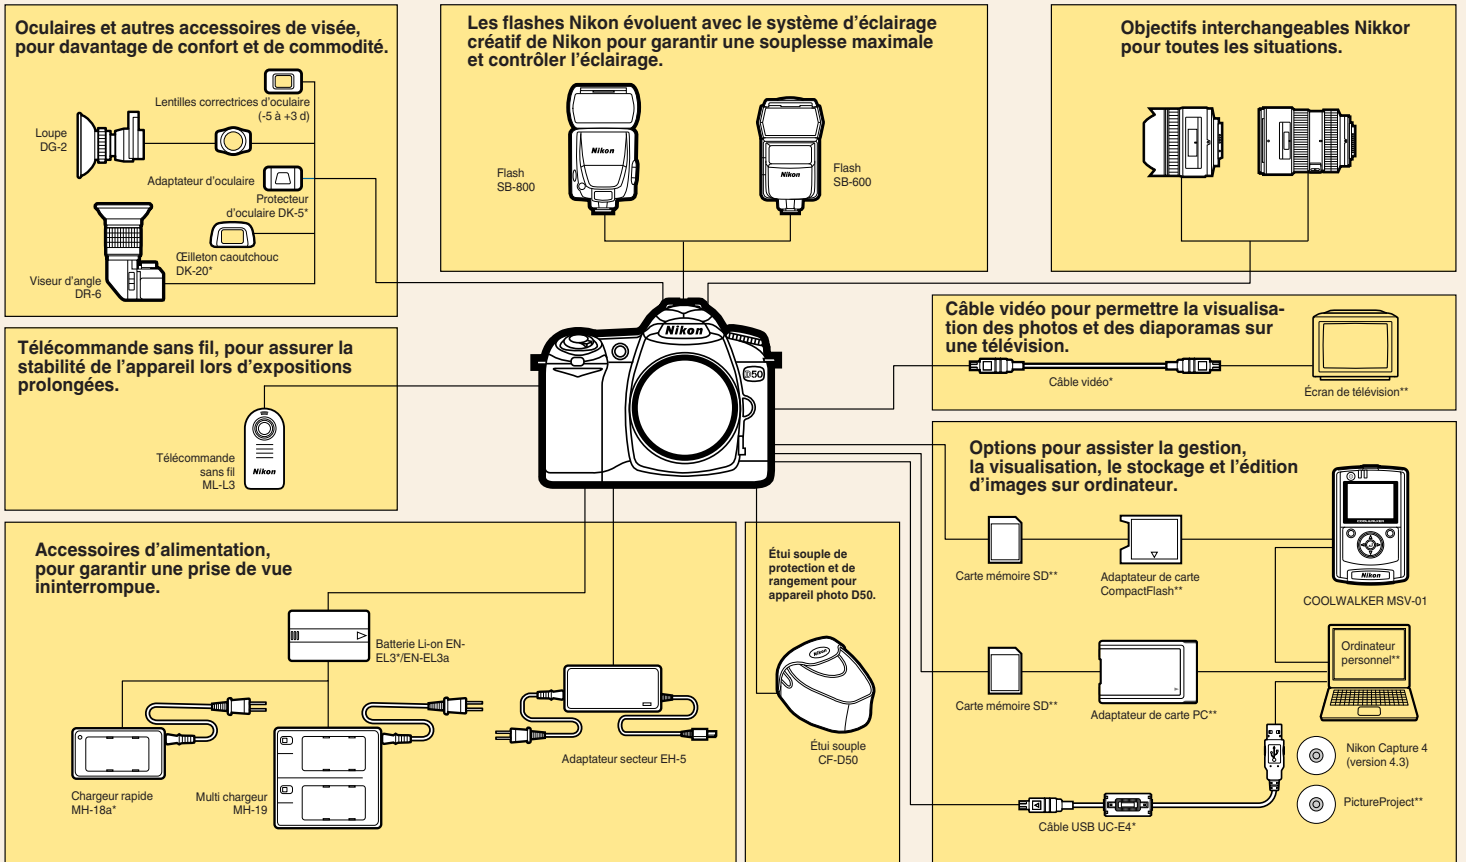 Oculaires et autres accessoires de visée,
pour davantage de confort et de commodité.
Lentilles correctrices d'oculaire
(-5 à +3 d)
Loupe
DG-2
Adaptateur d'oculaire
Protecteur
d'oculaire DK-5*
Œilleton caoutchouc
DK-20*
Viseur d'angle
DR-6
Les flashes Nikon évoluent avec le système d'éclairage
créatif de Nikon pour garantir une souplesse maximale
et contrôler l'éclairage.
Nikon
Flash
SB-800
Nikon
Flash
SB-600
Objectifs interchangeables Nikkor
pour toutes les situations.
Télécommande sans fil, pour assurer la
stabilité de l'appareil lors d'expositions
prolongées.
Télécommande
sans fil
ML-L3
Nikon
Nikon
D50
Câble vidéo pour permettre la visualisa-
tion des photos et des diaporamas sur
une télévision.
Câble vidéo*
Écran de télévision**
Options pour assister la gestion,
la visualisation, le stockage et l'édition
d'images sur ordinateur.
Carte mémoire SD**
Adaptateur de carte
CompactFlash**
COOLWALKER
Nikon
COOLWALKER MSV-01
Ordinateur
personnel**
Carte mémoire SD**
Adaptateur de carte PC**
Nikon Capture 4
(version 4.3)
PictureProject**
Câble USB UC-E4*
Accessoires d'alimentation,
pour garantir une prise de vue
ininterrompue.
Batterie Li-on EN-
EL3*/EN-EL3a
Chargeur rapide
MH-18a*
Multi chargeur
MH-19
Adaptateur secteur EH-5
Étui souple de
protection et de
rangement pour
appareil photo D50.
Nikon
Étui souple
CF-D50